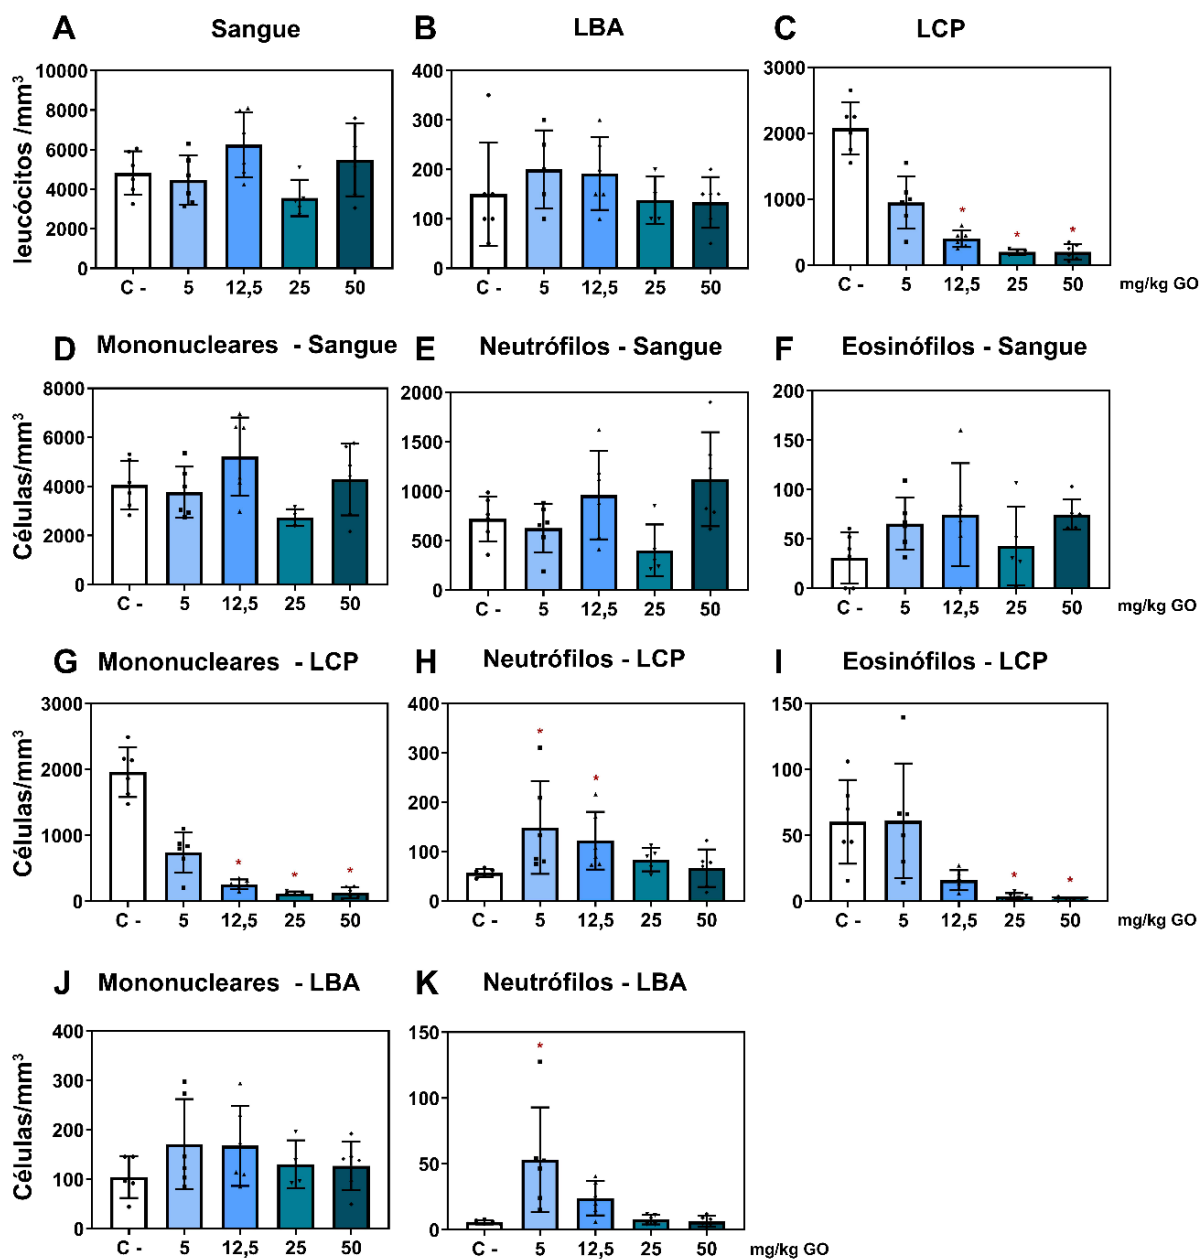 A Sangue B LBA C LCP
leucócitos /mm³
10000
8000
6000
4000
2000
0
C - 5 12,5 25 50
400
300
200
100
0
C - 5 12,5 25 50
3000
2000
1000
0
* * *
C - 5 12,5 25 50 mg/kg GO
D Mononucleares - Sangue E Neutrófilos - Sangue F Eosinófilos - Sangue
Células/mm³
8000
6000
4000
2000
0
C - 5 12,5 25 50
2000
1500
1000
500
0
C - 5 12,5 25 50
200
150
100
50
0
C - 5 12,5 25 50 mg/kg GO
G Mononucleares - LCP H Neutrófilos - LCP I Eosinófilos - LCP
Células/mm³
3000
2000
1000
0
* * *
C - 5 12,5 25 50
400
300
200
100
0
* *
C - 5 12,5 25 50
150
100
50
0
* *
C - 5 12,5 25 50 mg/kg GO
J Mononucleares - LBA K Neutrófilos - LBA
Células/mm³
400
300
200
100
0
C - 5 12,5 25 50
150
100
50
0
*
C - 5 12,5 25 50 mg/kg GO